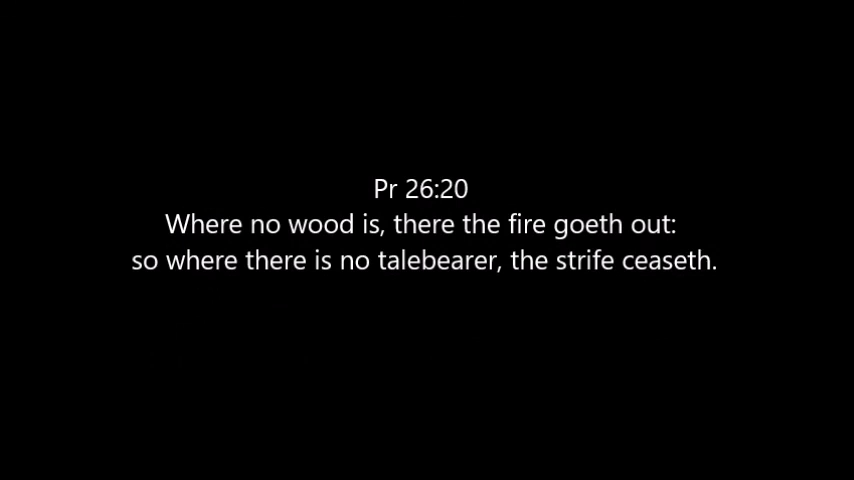 Pr 26:20
Where no wood is, there the fire goeth out:
so where there is no talebearer, the strife ceaseth.